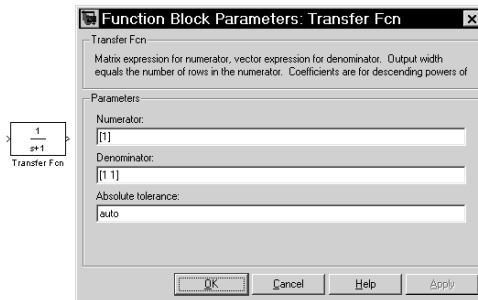 Function Block Parameters: Transfer Fcn
Transfer Fcn
Matrix expression for numerator, vector expression for denominator.  Output width
equals the number of rows in the numerator.  Coefficients are for descending powers of
Parameters
Numerator:
[1]
Denominator:
[1 1]
Absolute tolerance:
auto
OK Cancel Help Apply
1
s+1
Transfer Fcn